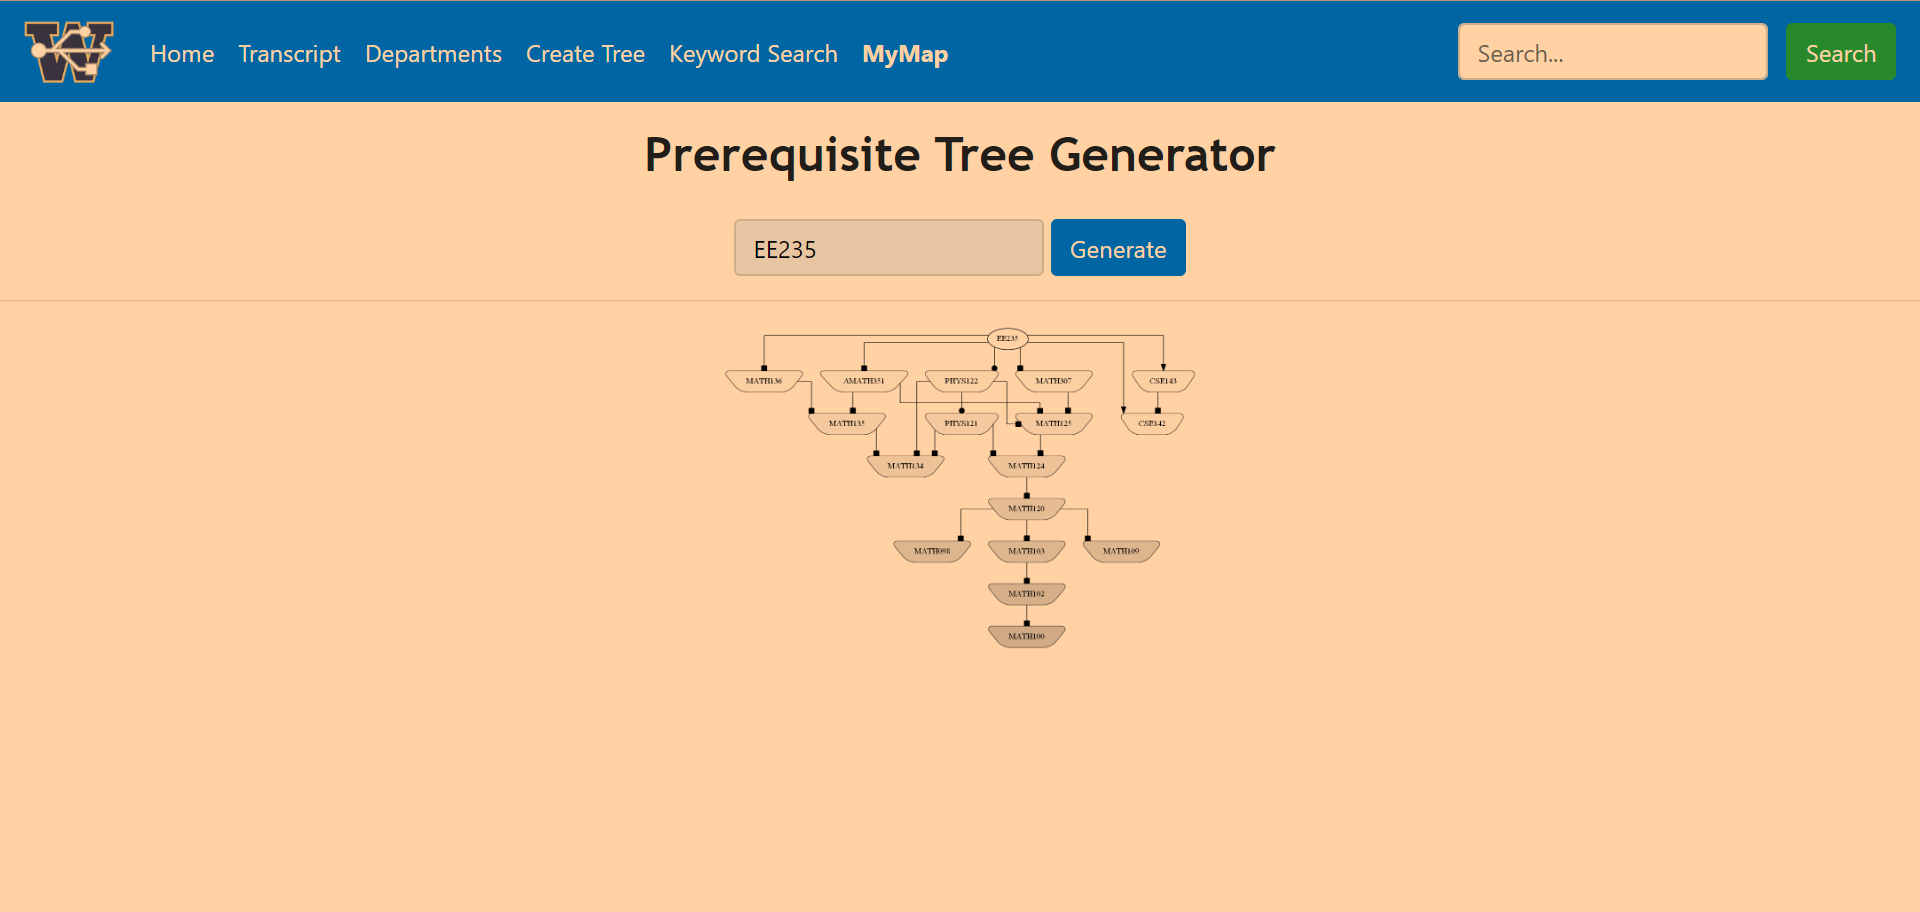 W
Home Transcript Departments Create Tree Keyword Search MyMap Search... Search
Prerequisite Tree Generator
EE235 Generate
EE235
MATH136 AMATH351 PHYS122 MATH307 CSE143
MATH135 PHYS121 MATH125 CSE142
MATH134 MATH124
MATH120
MATH098 MATH103 MATH109
MATH102
MATH100